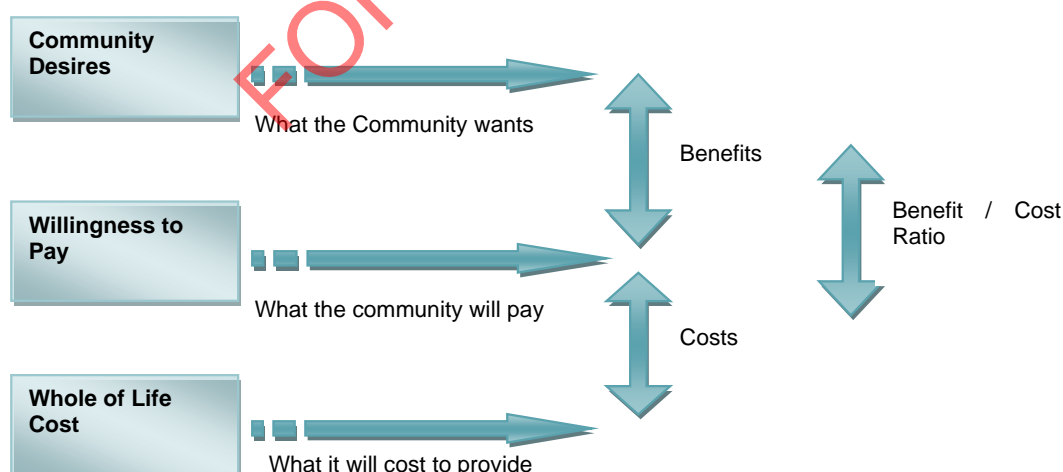 Community
Desires
What the Community wants
Benefits
Benefit / Cost
Ratio
Willingness to
Pay
What the community will pay
Costs
Whole of Life
Cost
What it will cost to provide